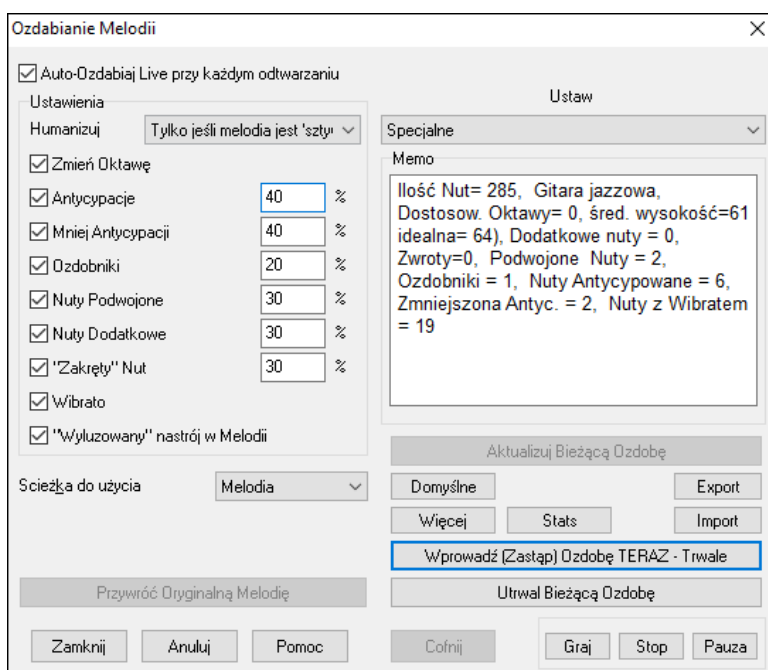 Ozdabianie Melodii
Auto-Ozdabiaj Live przy każdym odtwarzaniu
Ustawienia
Humanizuj Tylko jeśli melodia jest 'sztyı
Zmień Oktawę
Antycypacje 40 %
Mniej Antycypacji 40 %
Ozdobniki 20 %
Nuty Podwojone 30 %
Nuty Dodatkowe 30 %
"Zakręty" Nut 30 %
Wibrato
"Wyluzowany" nastrój w Melodii
Scieżka do użycia Melodia
Przywróć Oryginalną Melodię
Zamknij Anuluj Pomoc
Ustaw
Specjalne
Memo
Ilość Nut= 285, Gitara jazzowa,
Dostosow. Oktawy= 0, śred. wysokość=61
idealna= 64), Dodatkowe nuty = 0,
Zwroty=0, Podwojone Nuty = 2,
Ozdobniki = 1, Nuty Antycypowane = 6,
Zmniejszona Antyc. = 2, Nuty z Wibratem
= 19
Aktualizuj Bieżącą Ozdobę
Domyślne Export
Więcej Stats Import
Wprowadź (Zastąp) Ozdobę TERAZ - Trwale
Utrwal Bieżącą Ozdobę
Cofnij Graj Stop Pauza